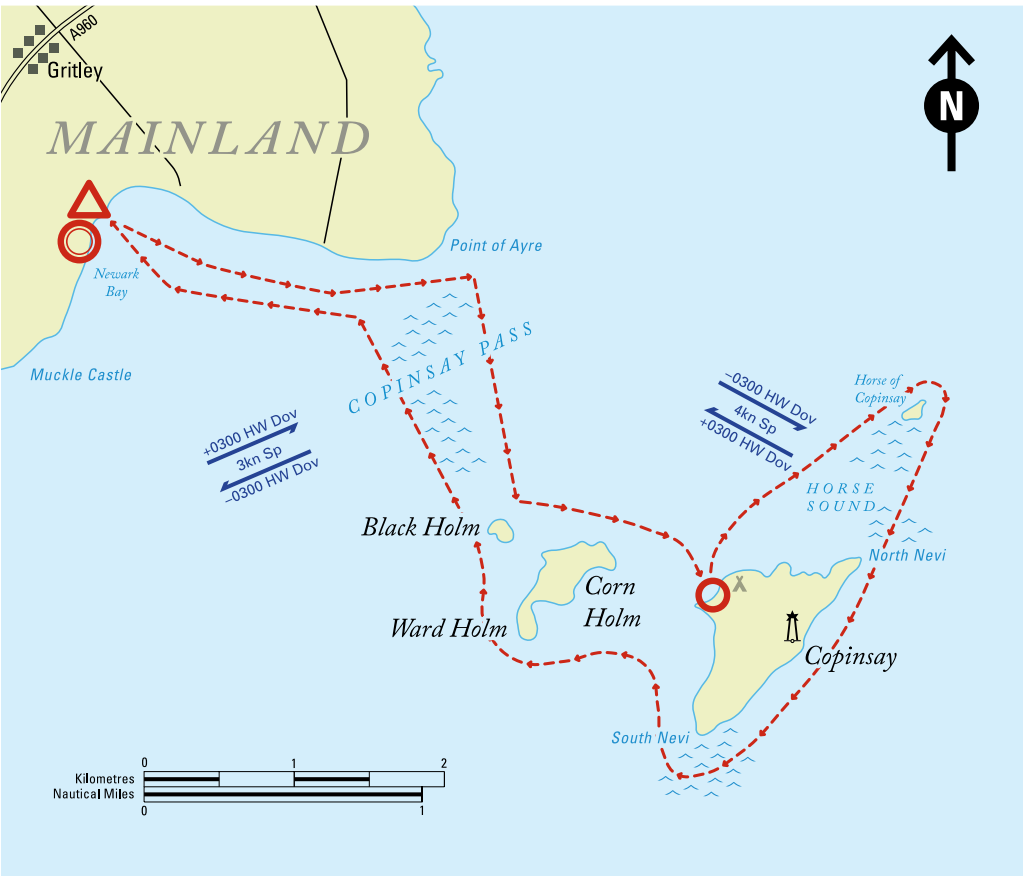 A960
Gritley
MAINLAND
N
Point of Ayre
Newark
Bay
Muckle Castle
COPINSAY PASS
+0300 HW Dov
3kn Sp
–0300 HW Dov
–0300 HW Dov
4kn Sp
+0300 HW Dov
Horse of
Copinsay
HORSE
SOUND
North Nevi
Black Holm
Corn
Holm
Ward Holm
Copinsay
South Nevi
0 1 2
Kilometres
Nautical Miles
0 1